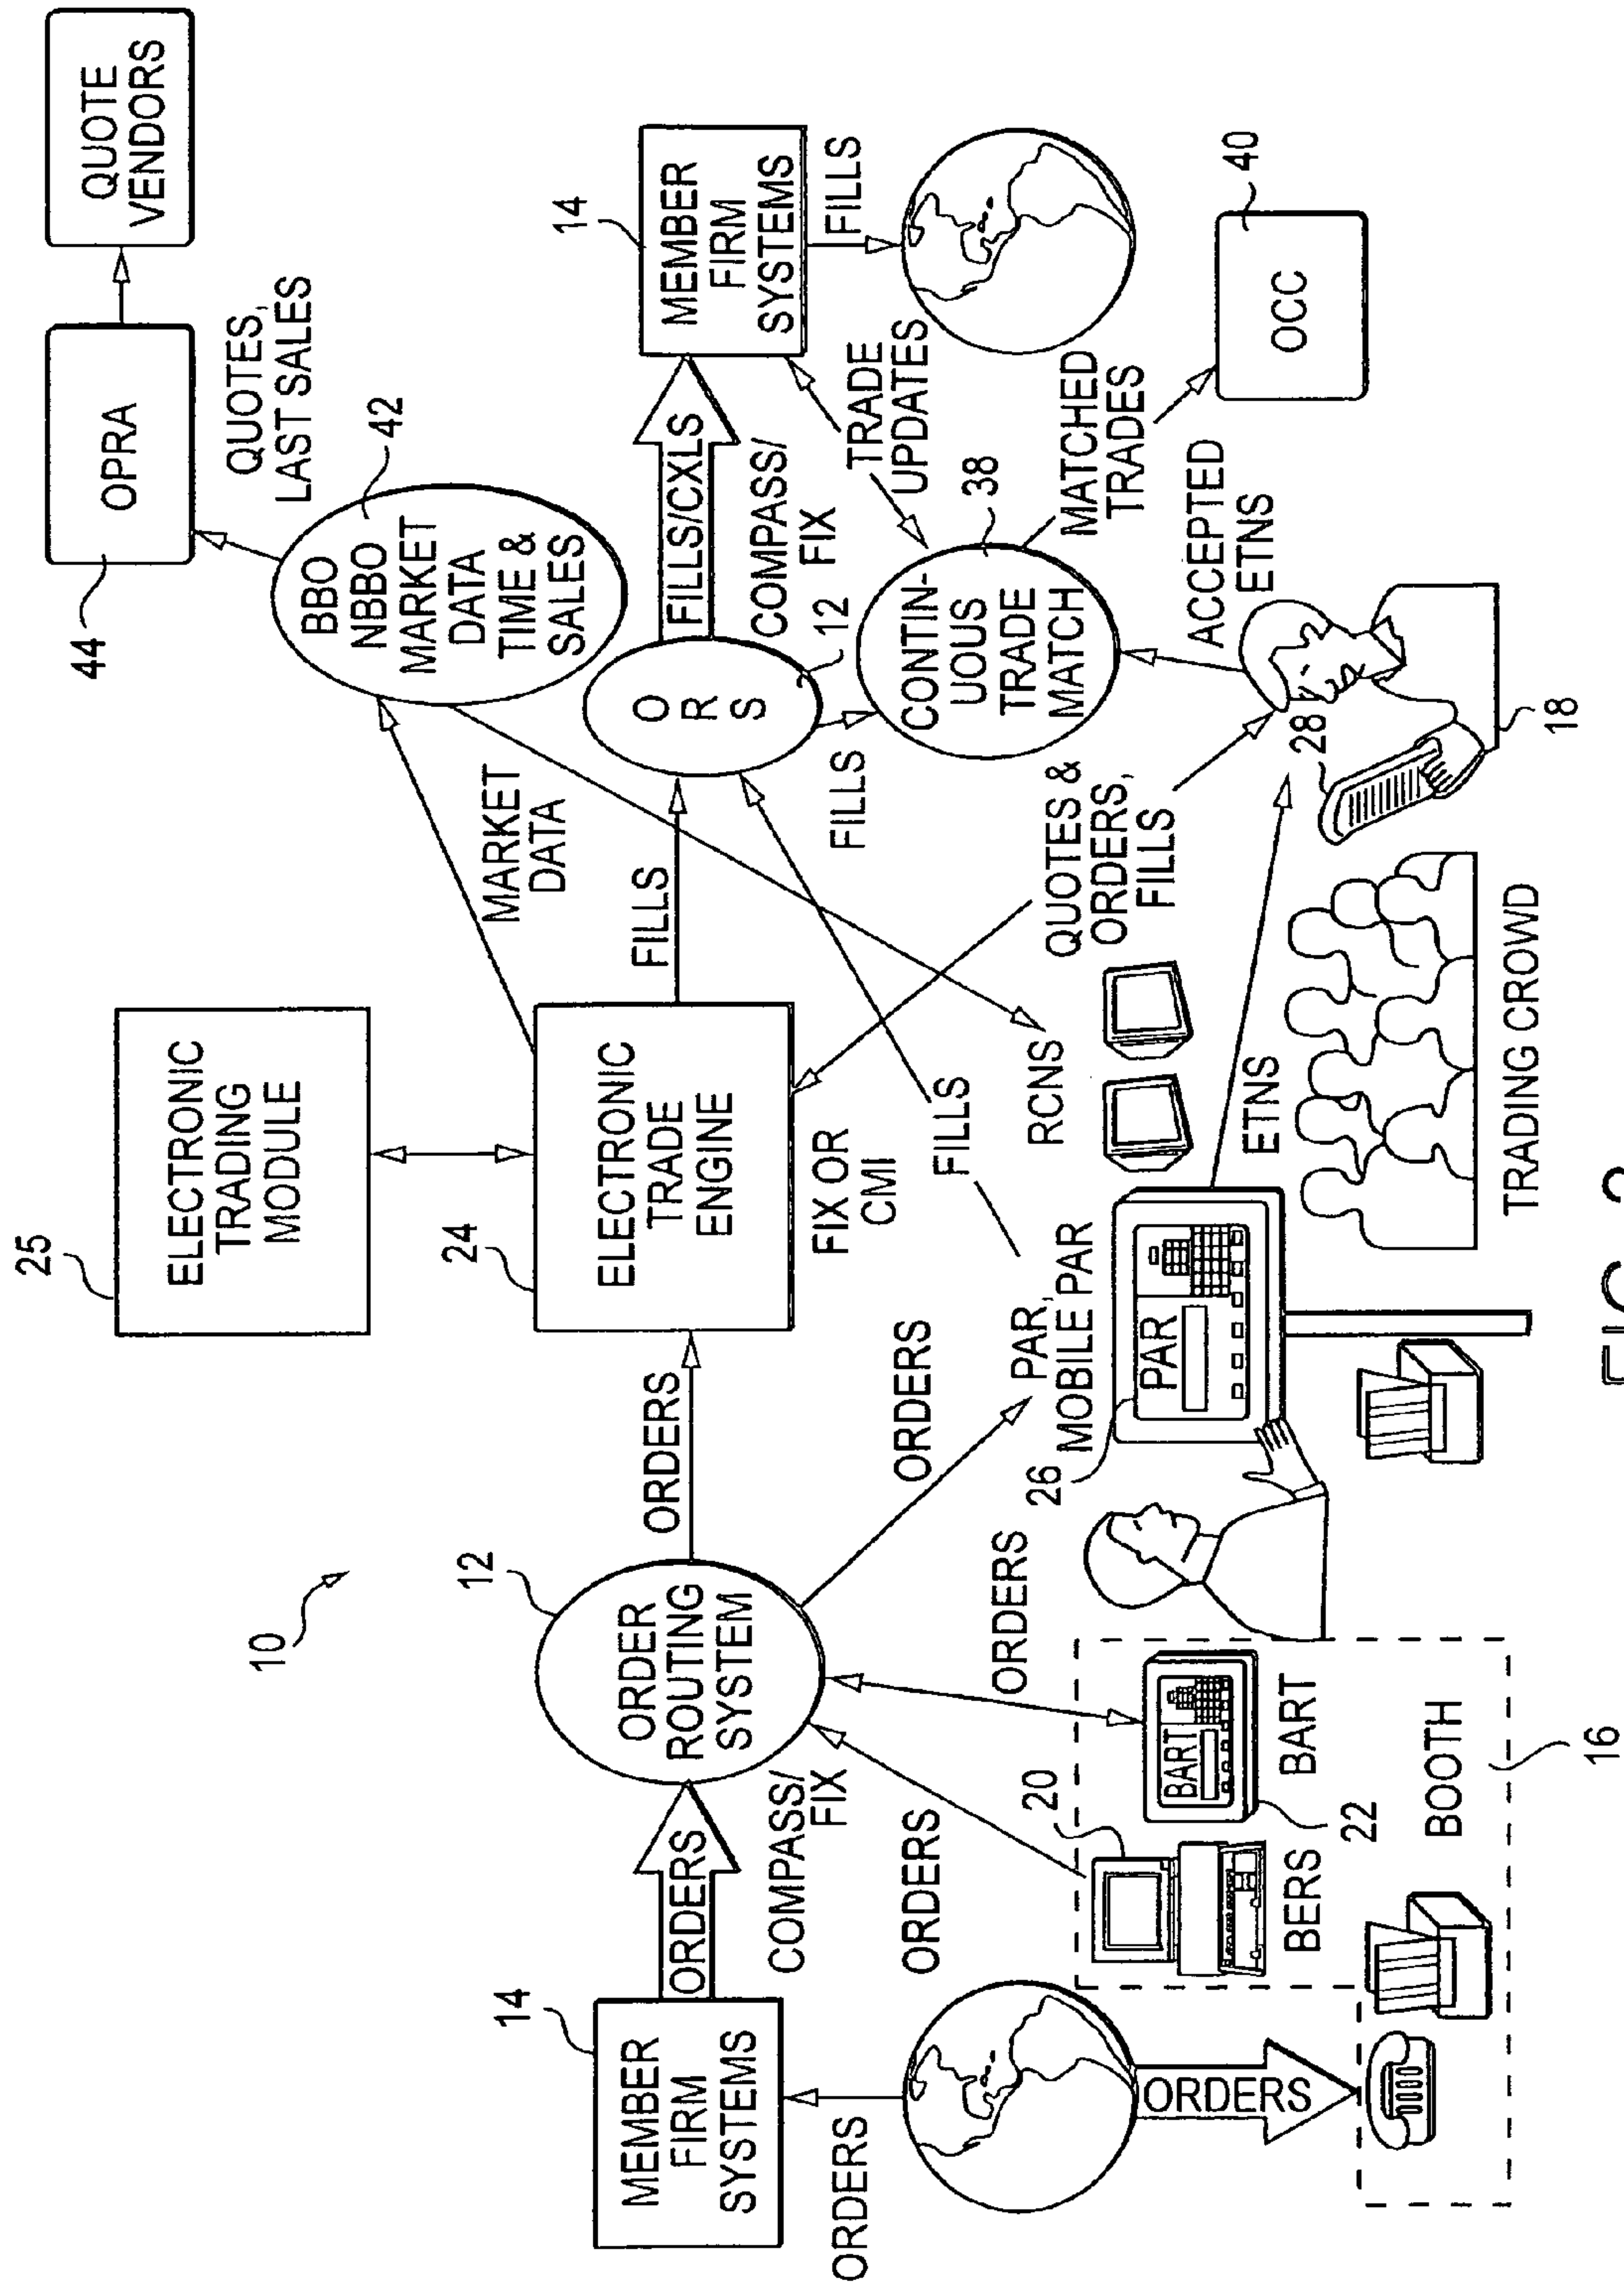 10
44
OPRA
QUOTE
VENDORS
QUOTES,
LAST SALES
25
ELECTRONIC
TRADING
MODULE
BBO
NBBO
MARKET
DATA
TIME &
SALES
42
MARKET
DATA
14
MEMBER
FIRM
SYSTEMS
ORDERS
COMPASS/
FIX
12
ORDER
ROUTING
SYSTEM
ORDERS
24
ELECTRONIC
TRADE
ENGINE
FIX OR
CMI
FILLS
O
R
S
12
FILLS/CXLS
COMPASS/
FIX
14
MEMBER
FIRM
SYSTEMS
FILLS
ORDERS
ORDERS
ORDERS
ORDERS
ORDERS
FILLS
FILLS
CONTIN-
UOUS
TRADE
MATCH
38
TRADE
UPDATES
MATCHED
TRADES
40
OCC
QUOTES &
ORDERS,
FILLS
ACCEPTED
ETNS
RCNS
PAR,
MOBILE PAR
26
PAR
ETNS
28
18
TRADING CROWD
20
BERS
BART
22
BART
BOOTH
16